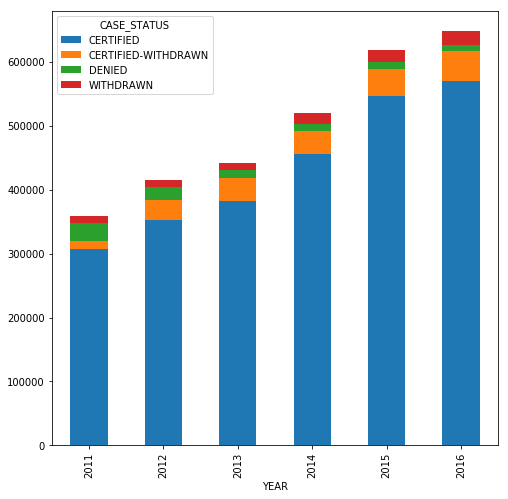 CASE_STATUS
CERTIFIED
CERTIFIED-WITHDRAWN
DENIED
WITHDRAWN
600000
500000
400000
300000
200000
100000
0
2011
2012
2013
2014
2015
2016
YEAR